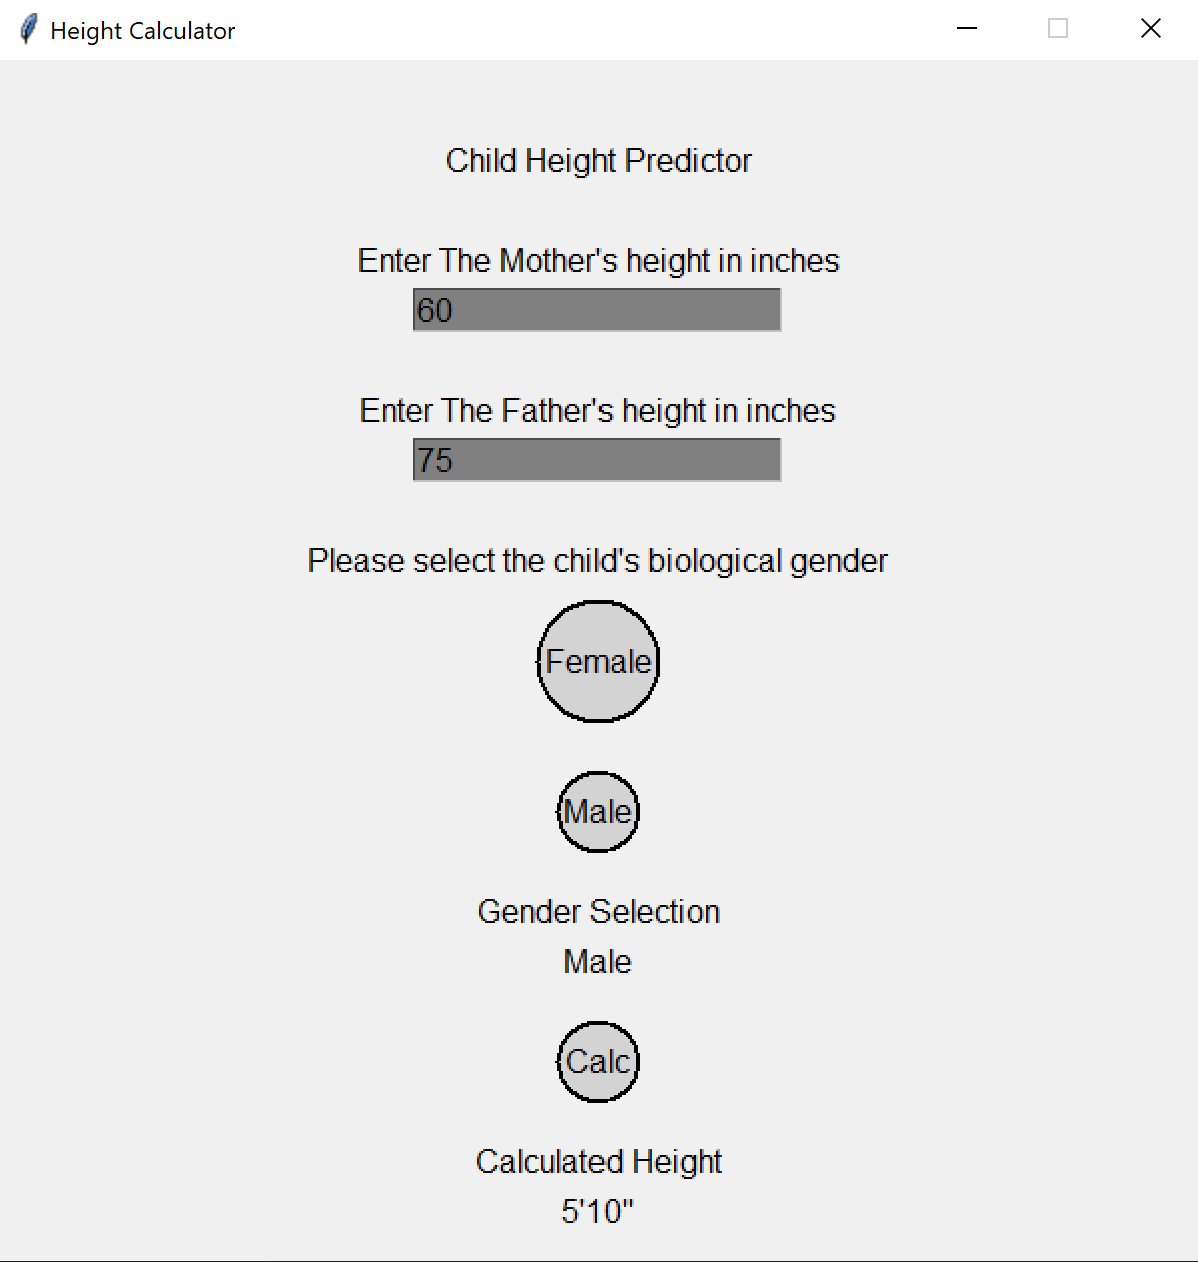 Height Calculator
Child Height Predictor
Enter The Mother's height in inches
60
Enter The Father's height in inches
75
Please select the child's biological gender
Female
Male
Gender Selection
Male
Calc
Calculated Height
5'10"